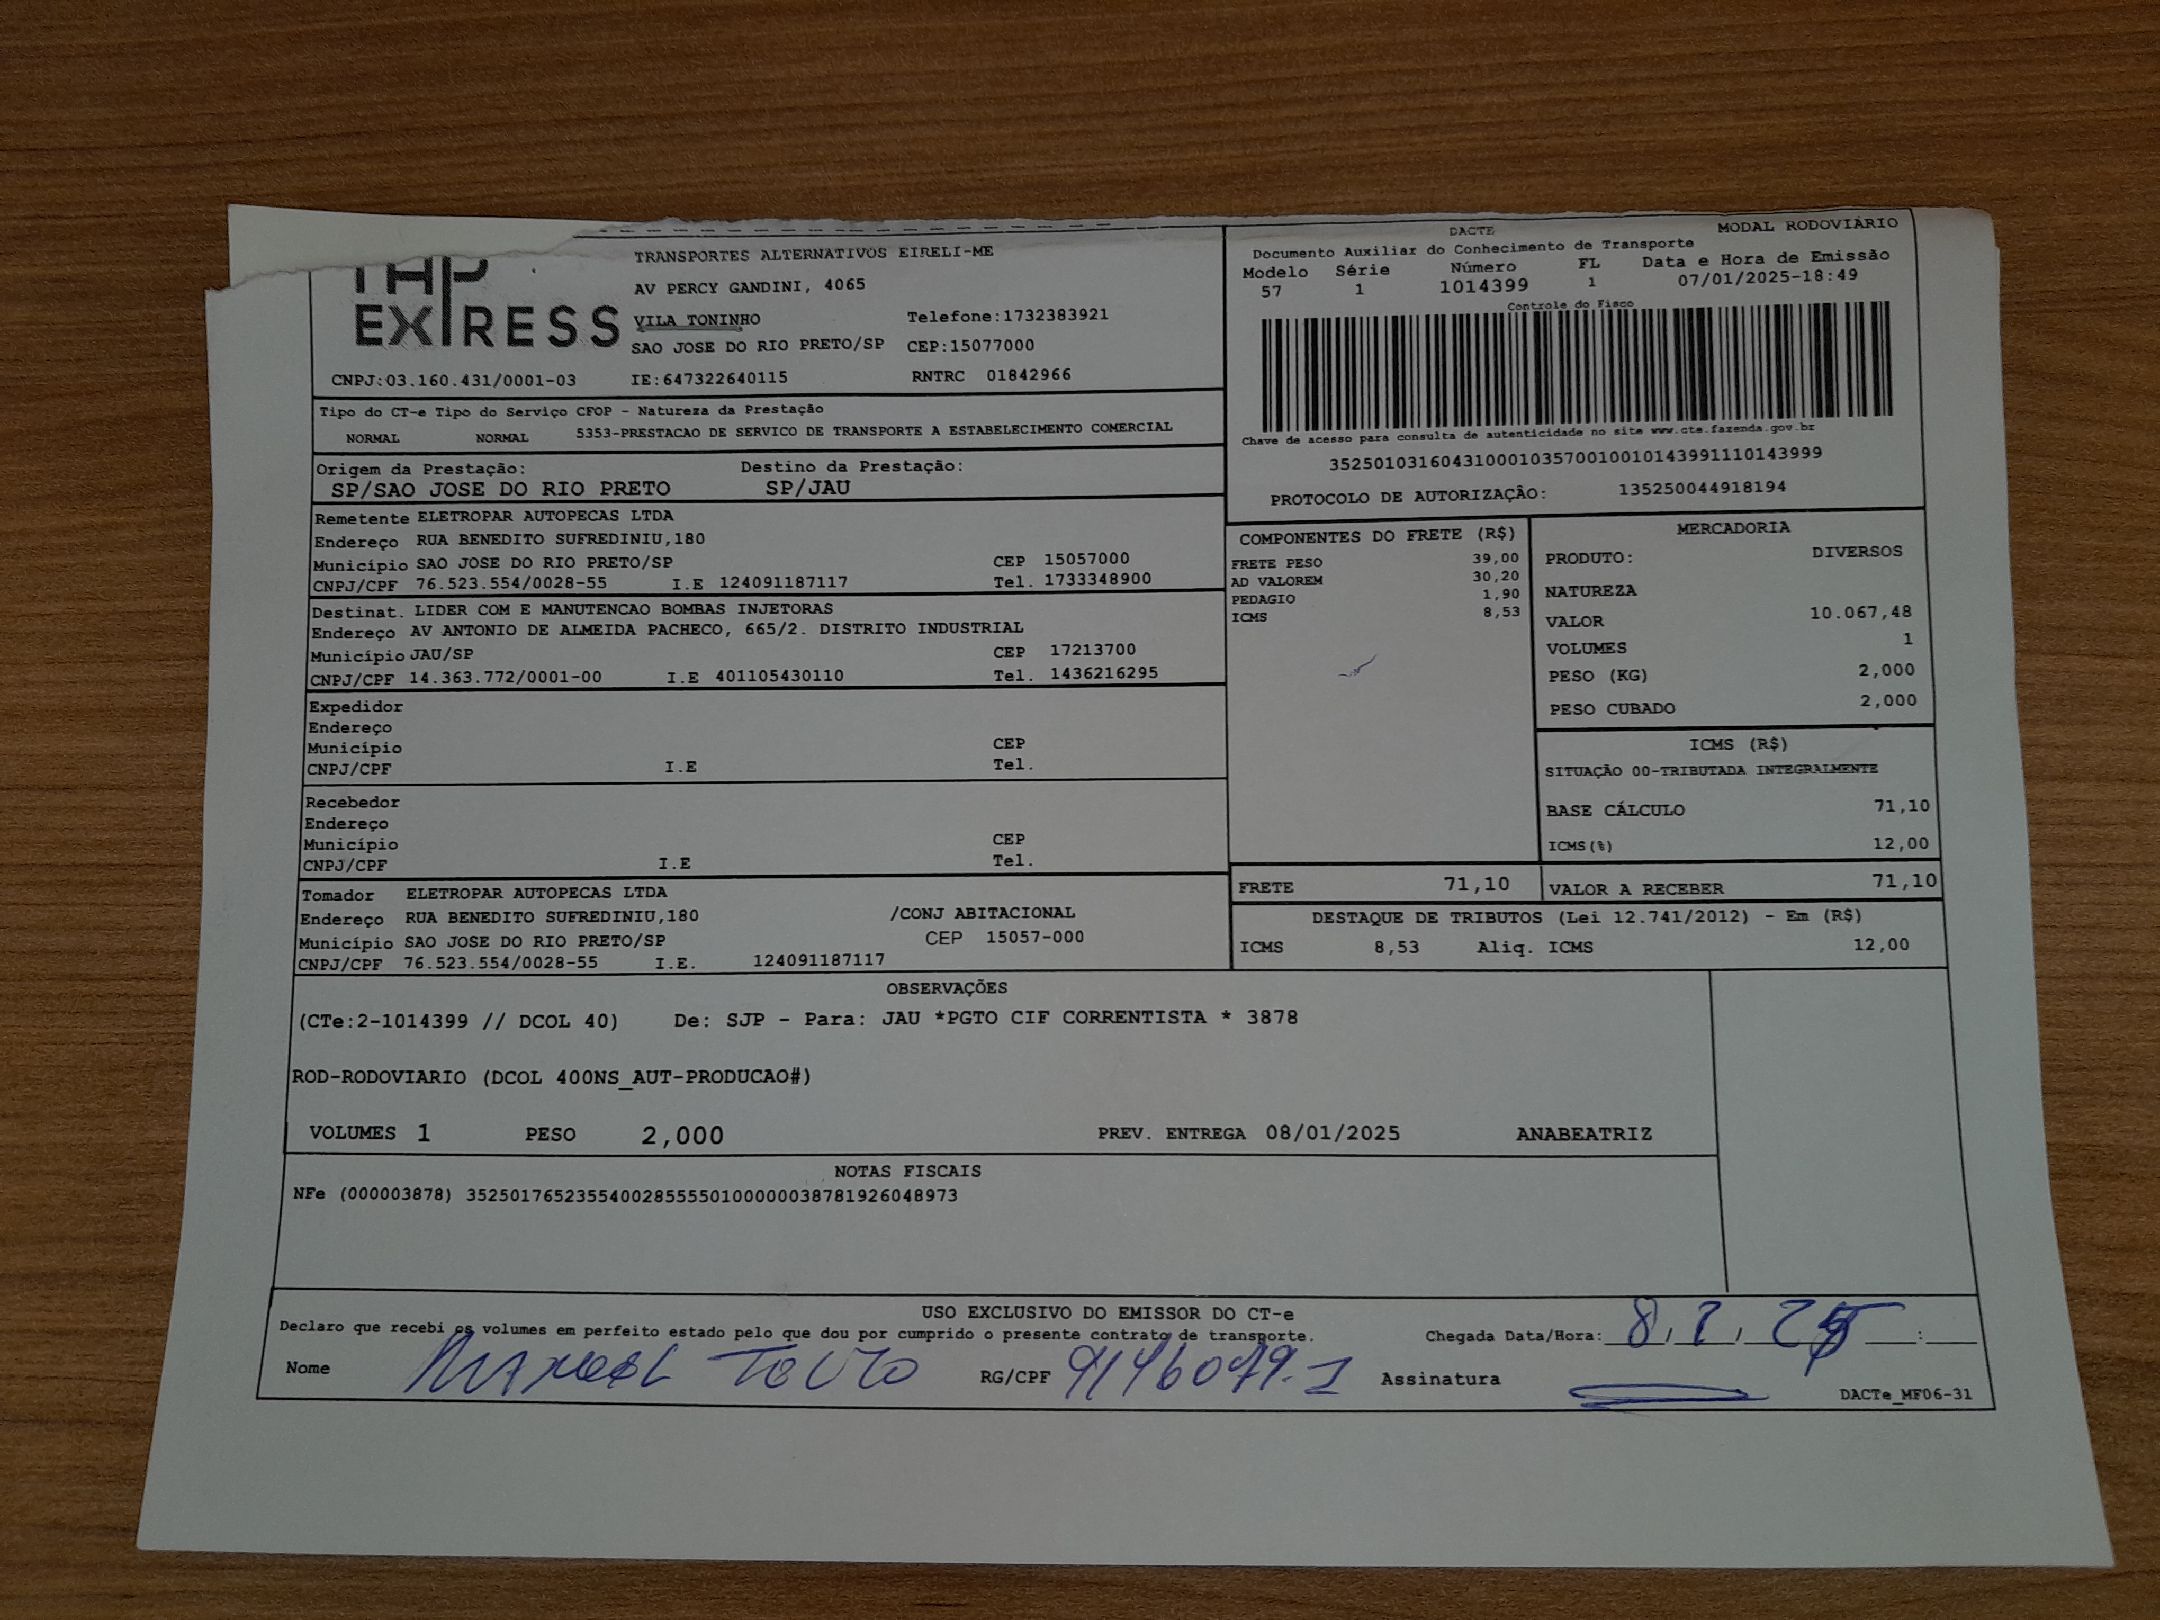 TRANSPORTES ALTERNATIVOS EIRELI-ME
TAP EXPRESS
AV PERCY GANDINI, 4065
VILA TONINHO Telefone:1732383921
SAO JOSE DO RIO PRETO/SP CEP:15077000
CNPJ:03.160.431/0001-03 IE:647322640115 RNTRC 01842966
DACTE MODAL RODOVIÁRIO
Documento Auxiliar do Conhecimento de Transporte
Modelo Série Número FL Data e Hora de Emissão
57 1 1014399 1 07/01/2025-18:49
Controle do Fisco
Chave de acesso para consulta de autenticidade no site www.cte.fazenda.gov.br
35250103160431000103570010010143991110143999
PROTOCOLO DE AUTORIZAÇÃO: 135250044918194
Tipo do CT-e Tipo do Serviço CFOP - Natureza da Prestação
NORMAL NORMAL 5353-PRESTACAO DE SERVICO DE TRANSPORTE A ESTABELECIMENTO COMERCIAL
Origem da Prestação: Destino da Prestação:
SP/SAO JOSE DO RIO PRETO SP/JAU
Remetente ELETROPAR AUTOPECAS LTDA
Endereço RUA BENEDITO SUFREDINIU,180
Município SAO JOSE DO RIO PRETO/SP CEP 15057000
CNPJ/CPF 76.523.554/0028-55 I.E 124091187117 Tel. 1733348900
Destinat. LIDER COM E MANUTENCAO BOMBAS INJETORAS
Endereço AV ANTONIO DE ALMEIDA PACHECO, 665/2. DISTRITO INDUSTRIAL
Município JAU/SP CEP 17213700
CNPJ/CPF 14.363.772/0001-00 I.E 401105430110 Tel. 1436216295
Expedidor
Endereço
Município CEP
CNPJ/CPF I.E Tel.
Recebedor
Endereço
Município CEP
CNPJ/CPF I.E Tel.
Tomador ELETROPAR AUTOPECAS LTDA
Endereço RUA BENEDITO SUFREDINIU,180 /CONJ ABITACIONAL
Município SAO JOSE DO RIO PRETO/SP CEP 15057-000
CNPJ/CPF 76.523.554/0028-55 I.E. 124091187117
COMPONENTES DO FRETE (R$)
FRETE PESO 39,00
AD VALOREM 30,20
PEDAGIO 1,90
ICMS 8,53
MERCADORIA
PRODUTO: DIVERSOS
NATUREZA
VALOR 10.067,48
VOLUMES 1
PESO (KG) 2,000
PESO CUBADO 2,000
ICMS (R$)
SITUAÇÃO 00-TRIBUTADA INTEGRALMENTE
BASE CÁLCULO 71,10
ICMS(%) 12,00
FRETE 71,10 VALOR A RECEBER 71,10
DESTAQUE DE TRIBUTOS (Lei 12.741/2012) - Em (R$)
ICMS 8,53 Aliq. ICMS 12,00
OBSERVAÇÕES
(CTe:2-1014399 // DCOL 40) De: SJP - Para: JAU *PGTO CIF CORRENTISTA * 3878
ROD-RODOVIARIO (DCOL 400NS_AUT-PRODUCAO#)
VOLUMES 1 PESO 2,000 PREV. ENTREGA 08/01/2025 ANABEATRIZ
NOTAS FISCAIS
NFe (000003878) 35250176523554002855550100000038781926048973
USO EXCLUSIVO DO EMISSOR DO CT-e
Declaro que recebi os volumes em perfeito estado pelo que dou por cumprido o presente contrato de transporte. Chegada Data/Hora: 8/1/25 :
Nome RG/CPF Assinatura
DACTe_MF06-31